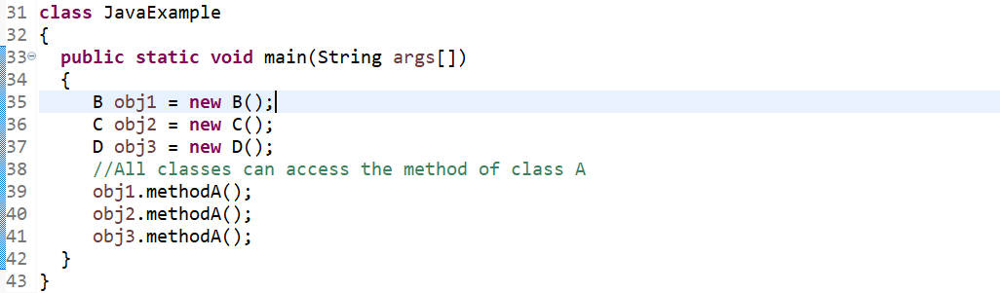 31 class JavaExample
32 {
33 public static void main(String args[])
34 {
35 B obj1 = new B();
36 C obj2 = new C();
37 D obj3 = new D();
38 //All classes can access the method of class A
39 obj1.methodA();
40 obj2.methodA();
41 obj3.methodA();
42 }
43 }